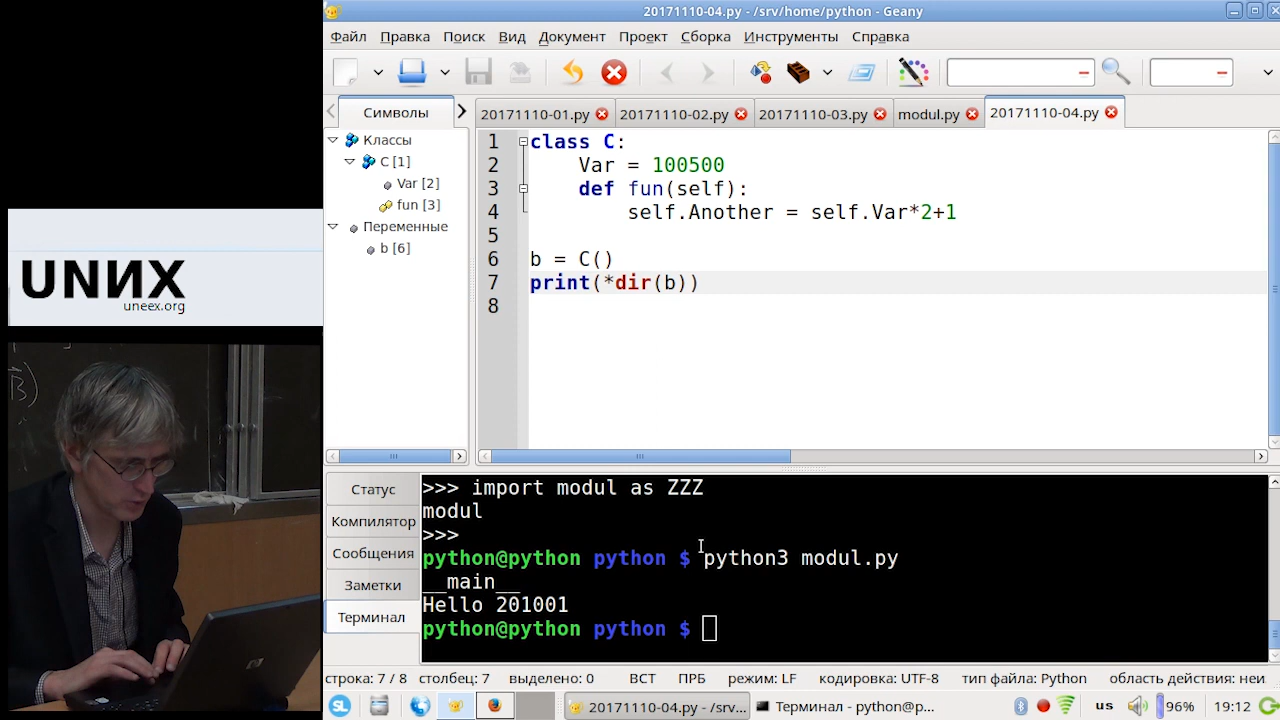 20171110-04.py - /srv/home/python - Geany
Файл Правка Поиск Вид Документ Проект Сборка Инструменты Справка
Символы
20171110-01.py 20171110-02.py 20171110-03.py modul.py 20171110-04.py
Классы
C [1]
Var [2]
fun [3]
Переменные
b [6]
1 class C:
2 Var = 100500
3 def fun(self):
4 self.Another = self.Var*2+1
5
6 b = C()
7 print(*dir(b))
8
UNИX
uneex.org
Статус
Компилятор
Сообщения
Заметки
Терминал
>>> import modul as ZZZ
modul
>>>
python@python python $ python3 modul.py
__main__
Hello 201001
python@python python $
строка: 7 / 8 столбец: 7 выделено: 0 ВСТ ПРБ режим: LF кодировка: UTF-8 тип файла: Python область действия: неи
20171110-04.py - /srv... Терминал - python@p... us 96% 19:12